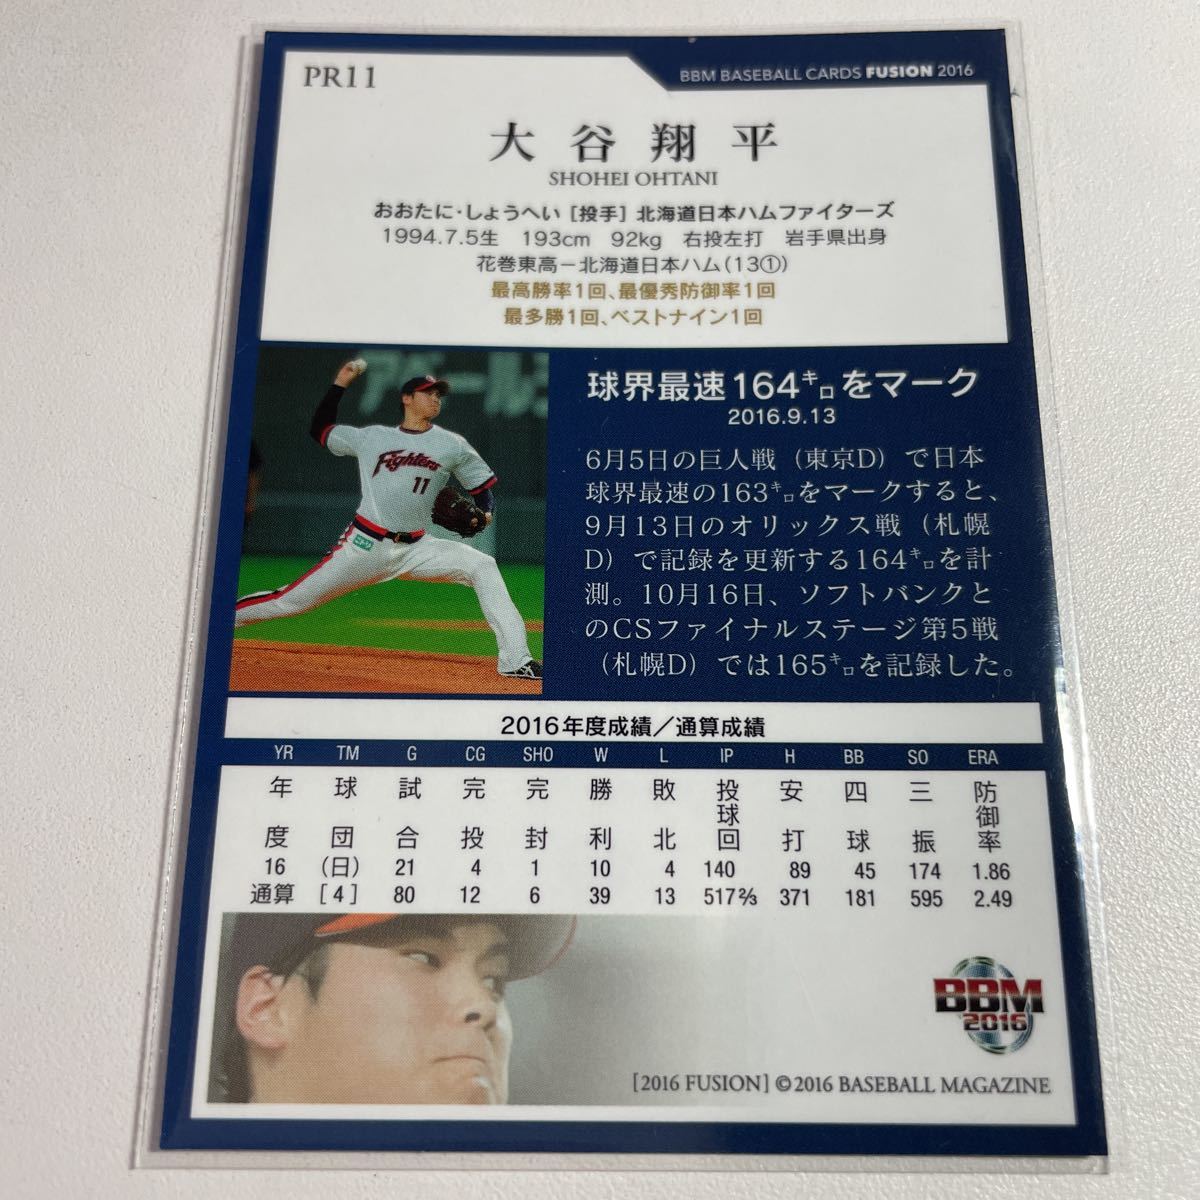 PR11
BBM BASEBALL CARDS FUSION 2016
大谷翔平
SHOHEI OHTANI
おおたに・しょうへい [投手] 北海道日本ハムファイターズ
1994.7.5生 193cm 92kg 右投左打 岩手県出身
花巻東高－北海道日本ハム(13①)
最高勝率1回、最優秀防御率1回
最多勝1回、ベストナイン1回
Fighters
11
球界最速164㌔をマーク
2016.9.13
6月5日の巨人戦（東京D）で日本
球界最速の163㌔をマークすると、
9月13日のオリックス戦（札幌
D）で記録を更新する164㌔を計
測。10月16日、ソフトバンクと
のCSファイナルステージ第5戦
（札幌D）では165㌔を記録した。
2016年度成績／通算成績
YR TM G CG SHO W L IP H BB SO ERA
年度 球団 試合 完投 完封 勝利 敗北 投球回 安打 四球 三振 防御率
16 (日) 21 4 1 10 4 140 89 45 174 1.86
通算 [4] 80 12 6 39 13 517⅔ 371 181 595 2.49
BBM
2016
[2016 FUSION] ©2016 BASEBALL MAGAZINE